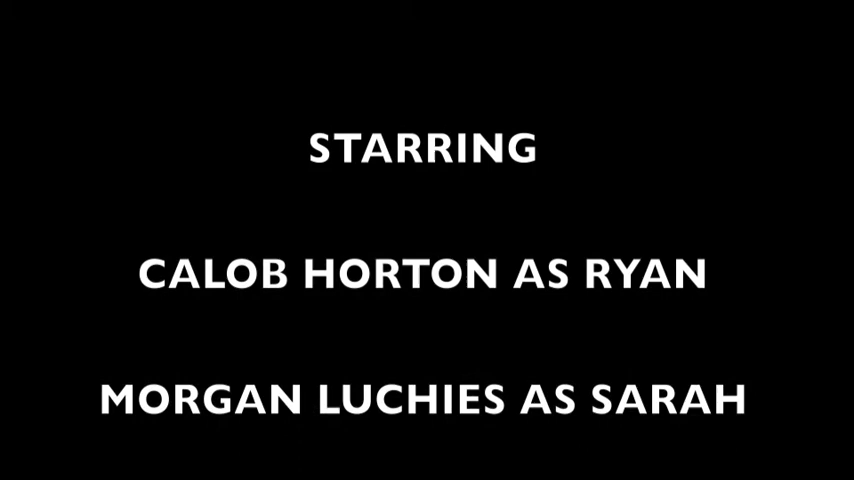 STARRING
CALOB HORTON AS RYAN
MORGAN LUCHIES AS SARAH